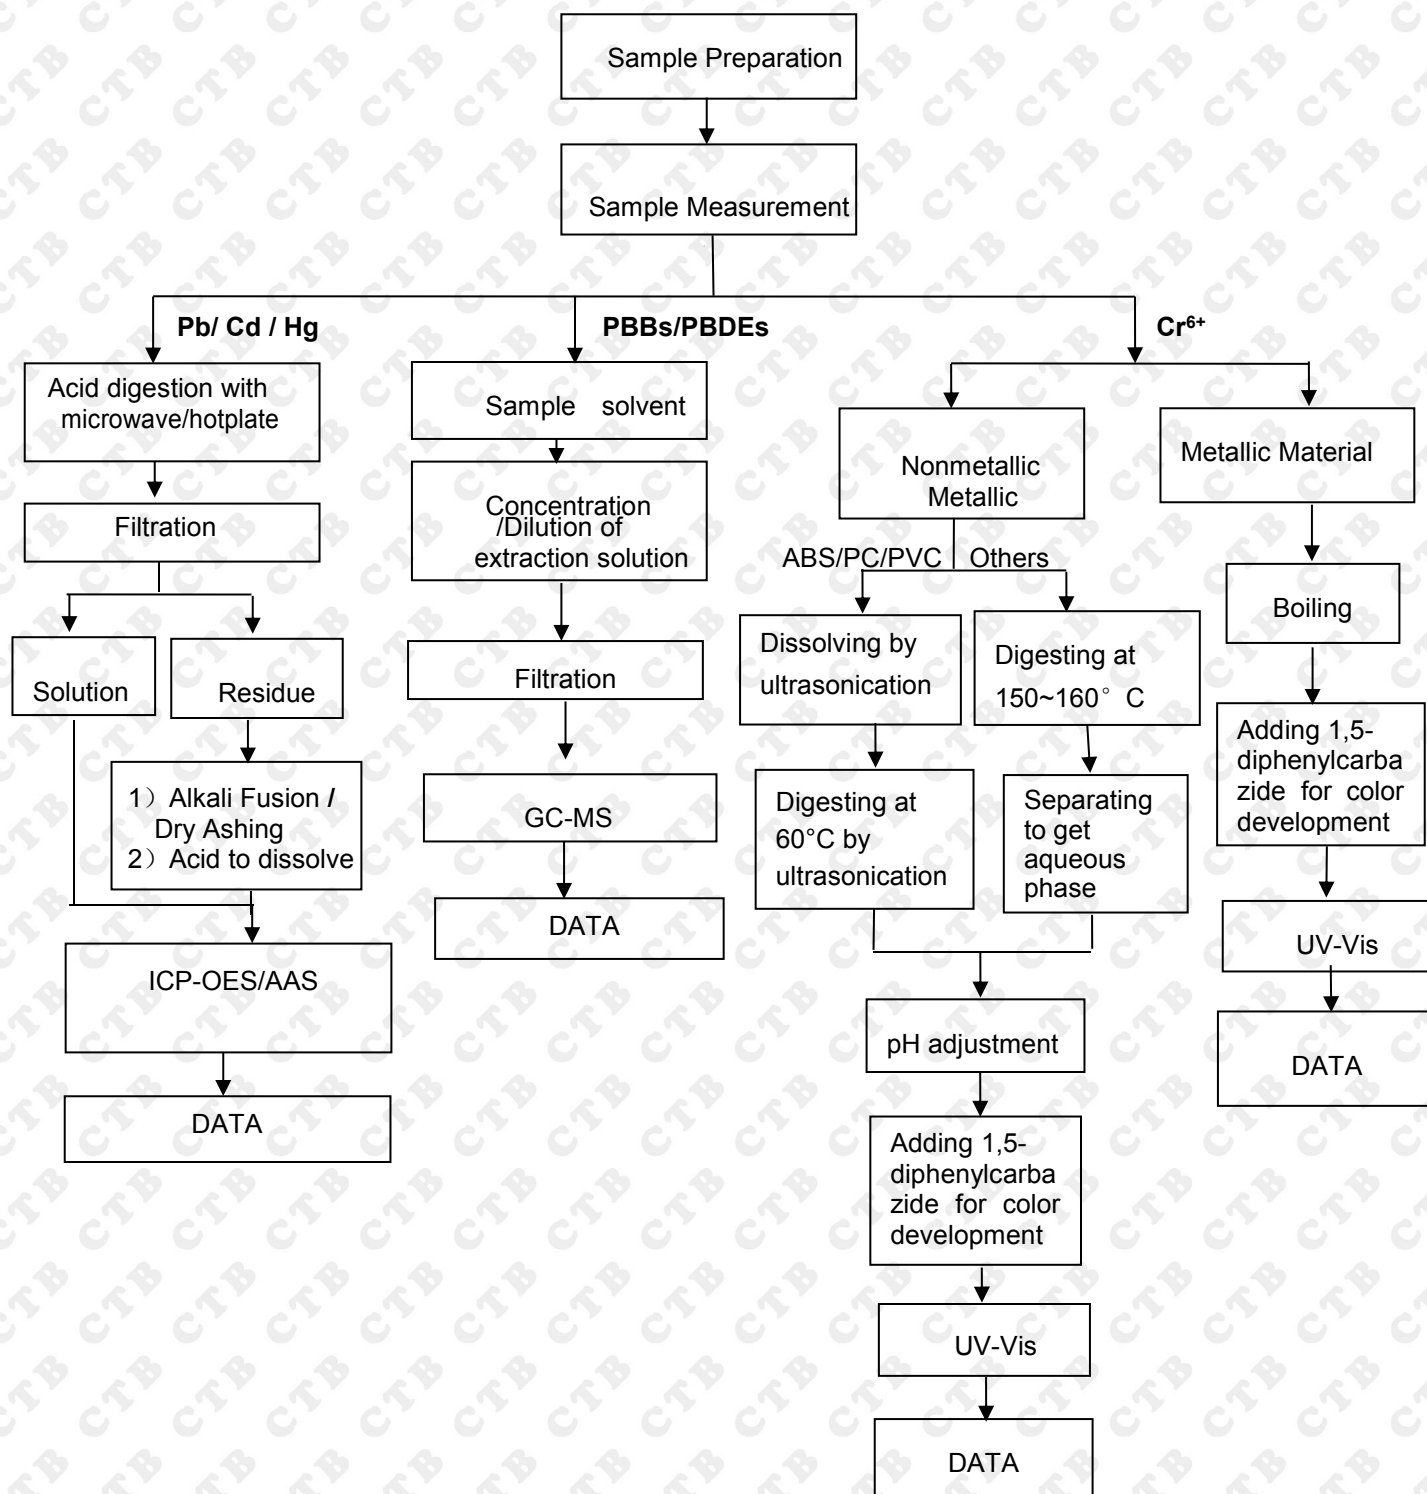 Sample Preparation
Sample Measurement
Pb/ Cd / Hg
PBBs/PBDEs
Cr⁶⁺
Acid digestion with
microwave/hotplate
Filtration
Solution
Residue
1）Alkali Fusion /
Dry Ashing
2）Acid to dissolve
ICP-OES/AAS
DATA
Sample solvent
Concentration
/Dilution of
extraction solution
Filtration
GC-MS
DATA
Nonmetallic
Metallic
ABS/PC/PVC
Others
Dissolving by
ultrasonication
Digesting at
60°C by
ultrasonication
Digesting at
150~160° C
Separating
to get
aqueous
phase
pH adjustment
Adding 1,5-
diphenylcarba
zide for color
development
UV-Vis
DATA
Metallic Material
Boiling
Adding 1,5-
diphenylcarba
zide for color
development
UV-Vis
DATA
CTB